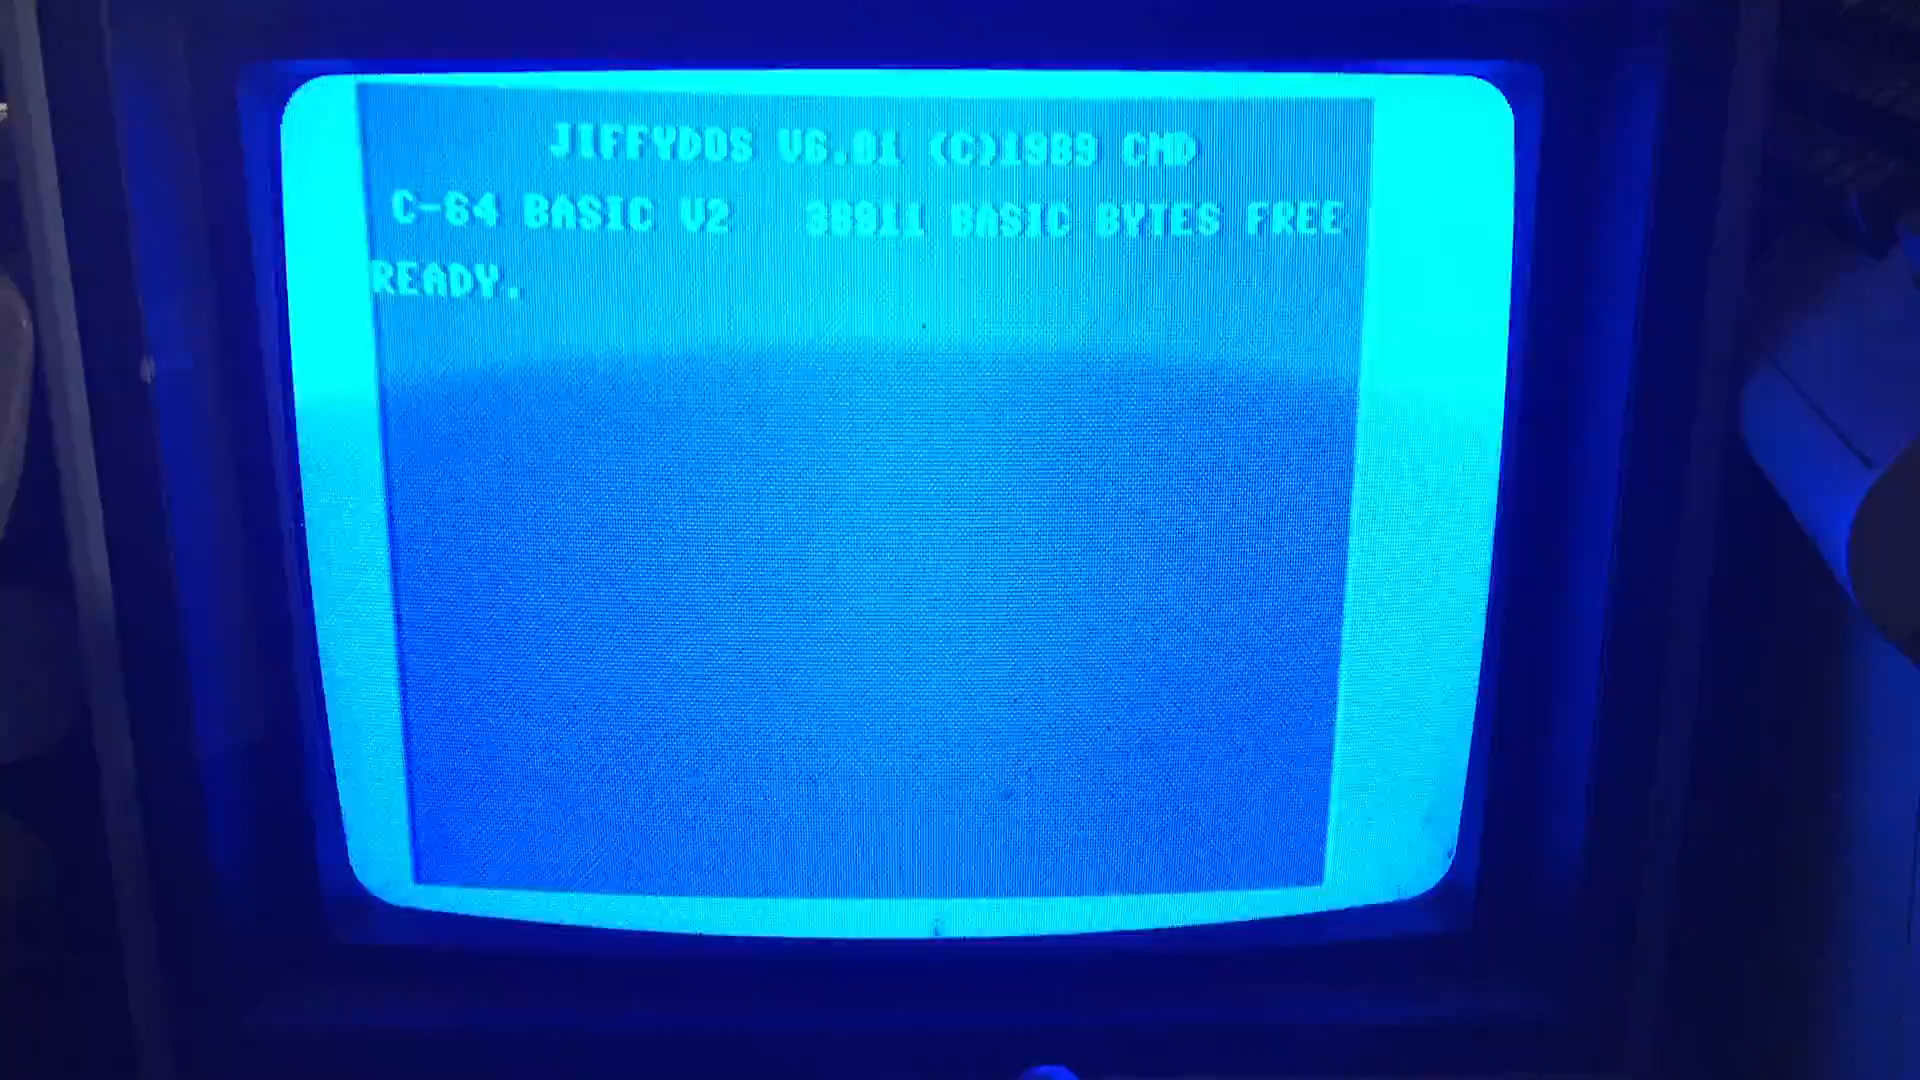 JIFFYDOS V6.01 (C)1989 CMD
C-64 BASIC V2 38911 BASIC BYTES FREE
READY.